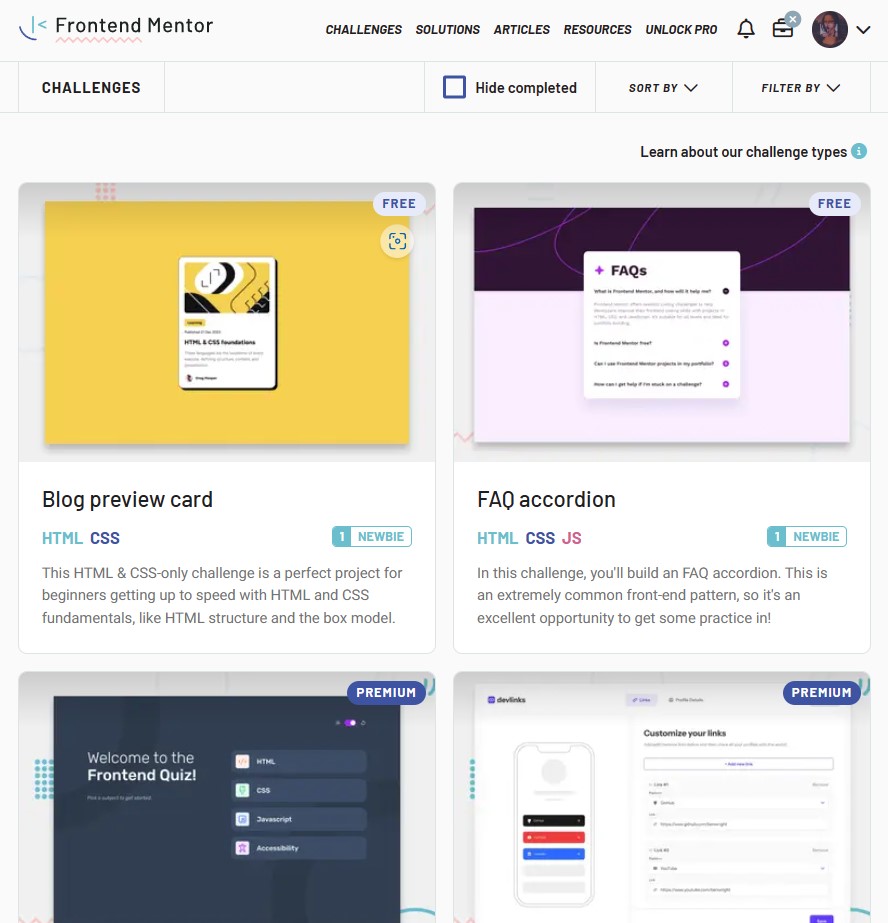 Frontend Mentor
CHALLENGES SOLUTIONS ARTICLES RESOURCES UNLOCK PRO
CHALLENGES
Hide completed
SORT BY
FILTER BY
Learn about our challenge types
FREE
Learning
HTML & CSS foundations
Greg Hooper
Blog preview card
HTML CSS
1 NEWBIE
This HTML & CSS-only challenge is a perfect project for
beginners getting up to speed with HTML and CSS
fundamentals, like HTML structure and the box model.
FREE
FAQs
What is Frontend Mentor, and how will it help me?
Is Frontend Mentor free?
Can I use Frontend Mentor projects in my portfolio?
How can I get help if I'm stuck on a challenge?
FAQ accordion
HTML CSS JS
1 NEWBIE
In this challenge, you'll build an FAQ accordion. This is
an extremely common front-end pattern, so it's an
excellent opportunity to get some practice in!
PREMIUM
Welcome to the
Frontend Quiz!
Pick a subject to get started.
HTML
CSS
Javascript
Accessibility
PREMIUM
devlinks
Links
Profile Details
Customize your links
+ Add new link
Link #1
Remove
Platform
GitHub
Link
Link #2
Remove
Platform
YouTube
Link
Save